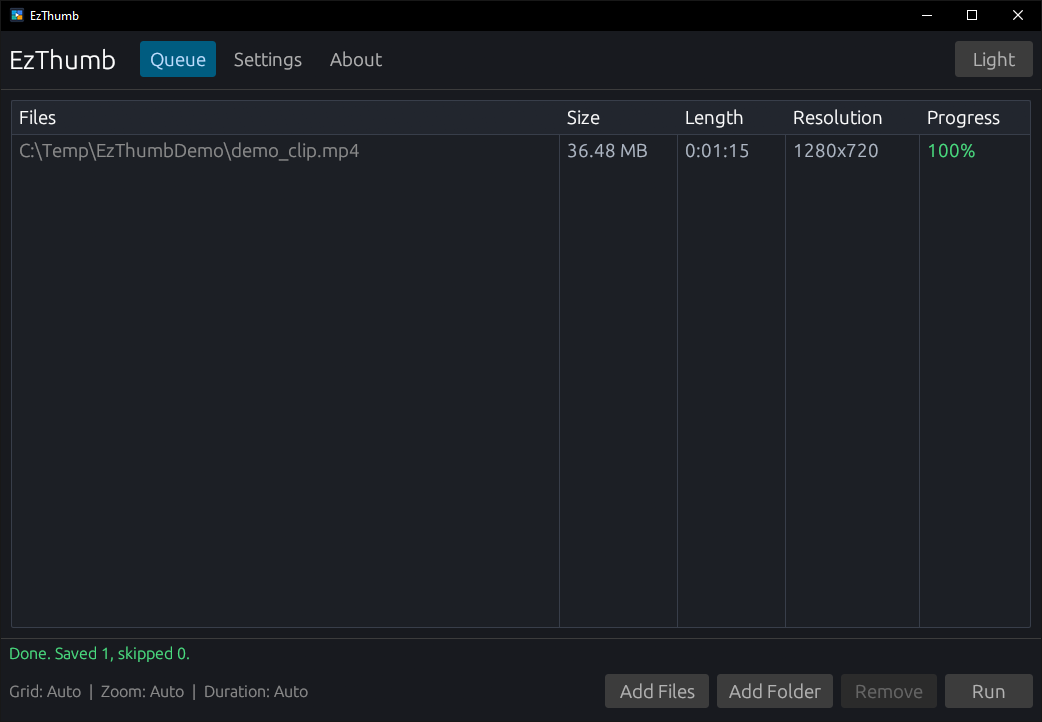 EzThumb
EzThumb Queue Settings About Light
Files Size Length Resolution Progress
C:\Temp\EzThumbDemo\demo_clip.mp4 36.48 MB 0:01:15 1280x720 100%
Done. Saved 1, skipped 0.
Grid: Auto | Zoom: Auto | Duration: Auto Add Files Add Folder Remove Run